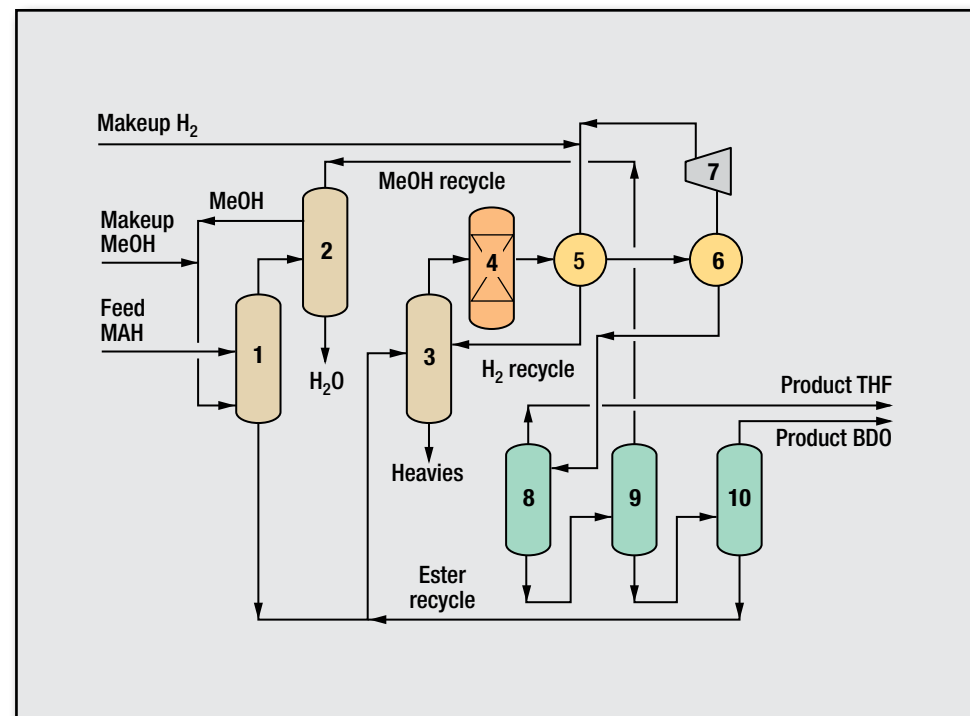 Makeup H₂
7
MeOH recycle
MeOH
Makeup
MeOH
2
4
5
6
Feed
MAH
1
3
H₂ recycle
H₂O
Product THF
Product BDO
Heavies
8
9
10
Ester
recycle